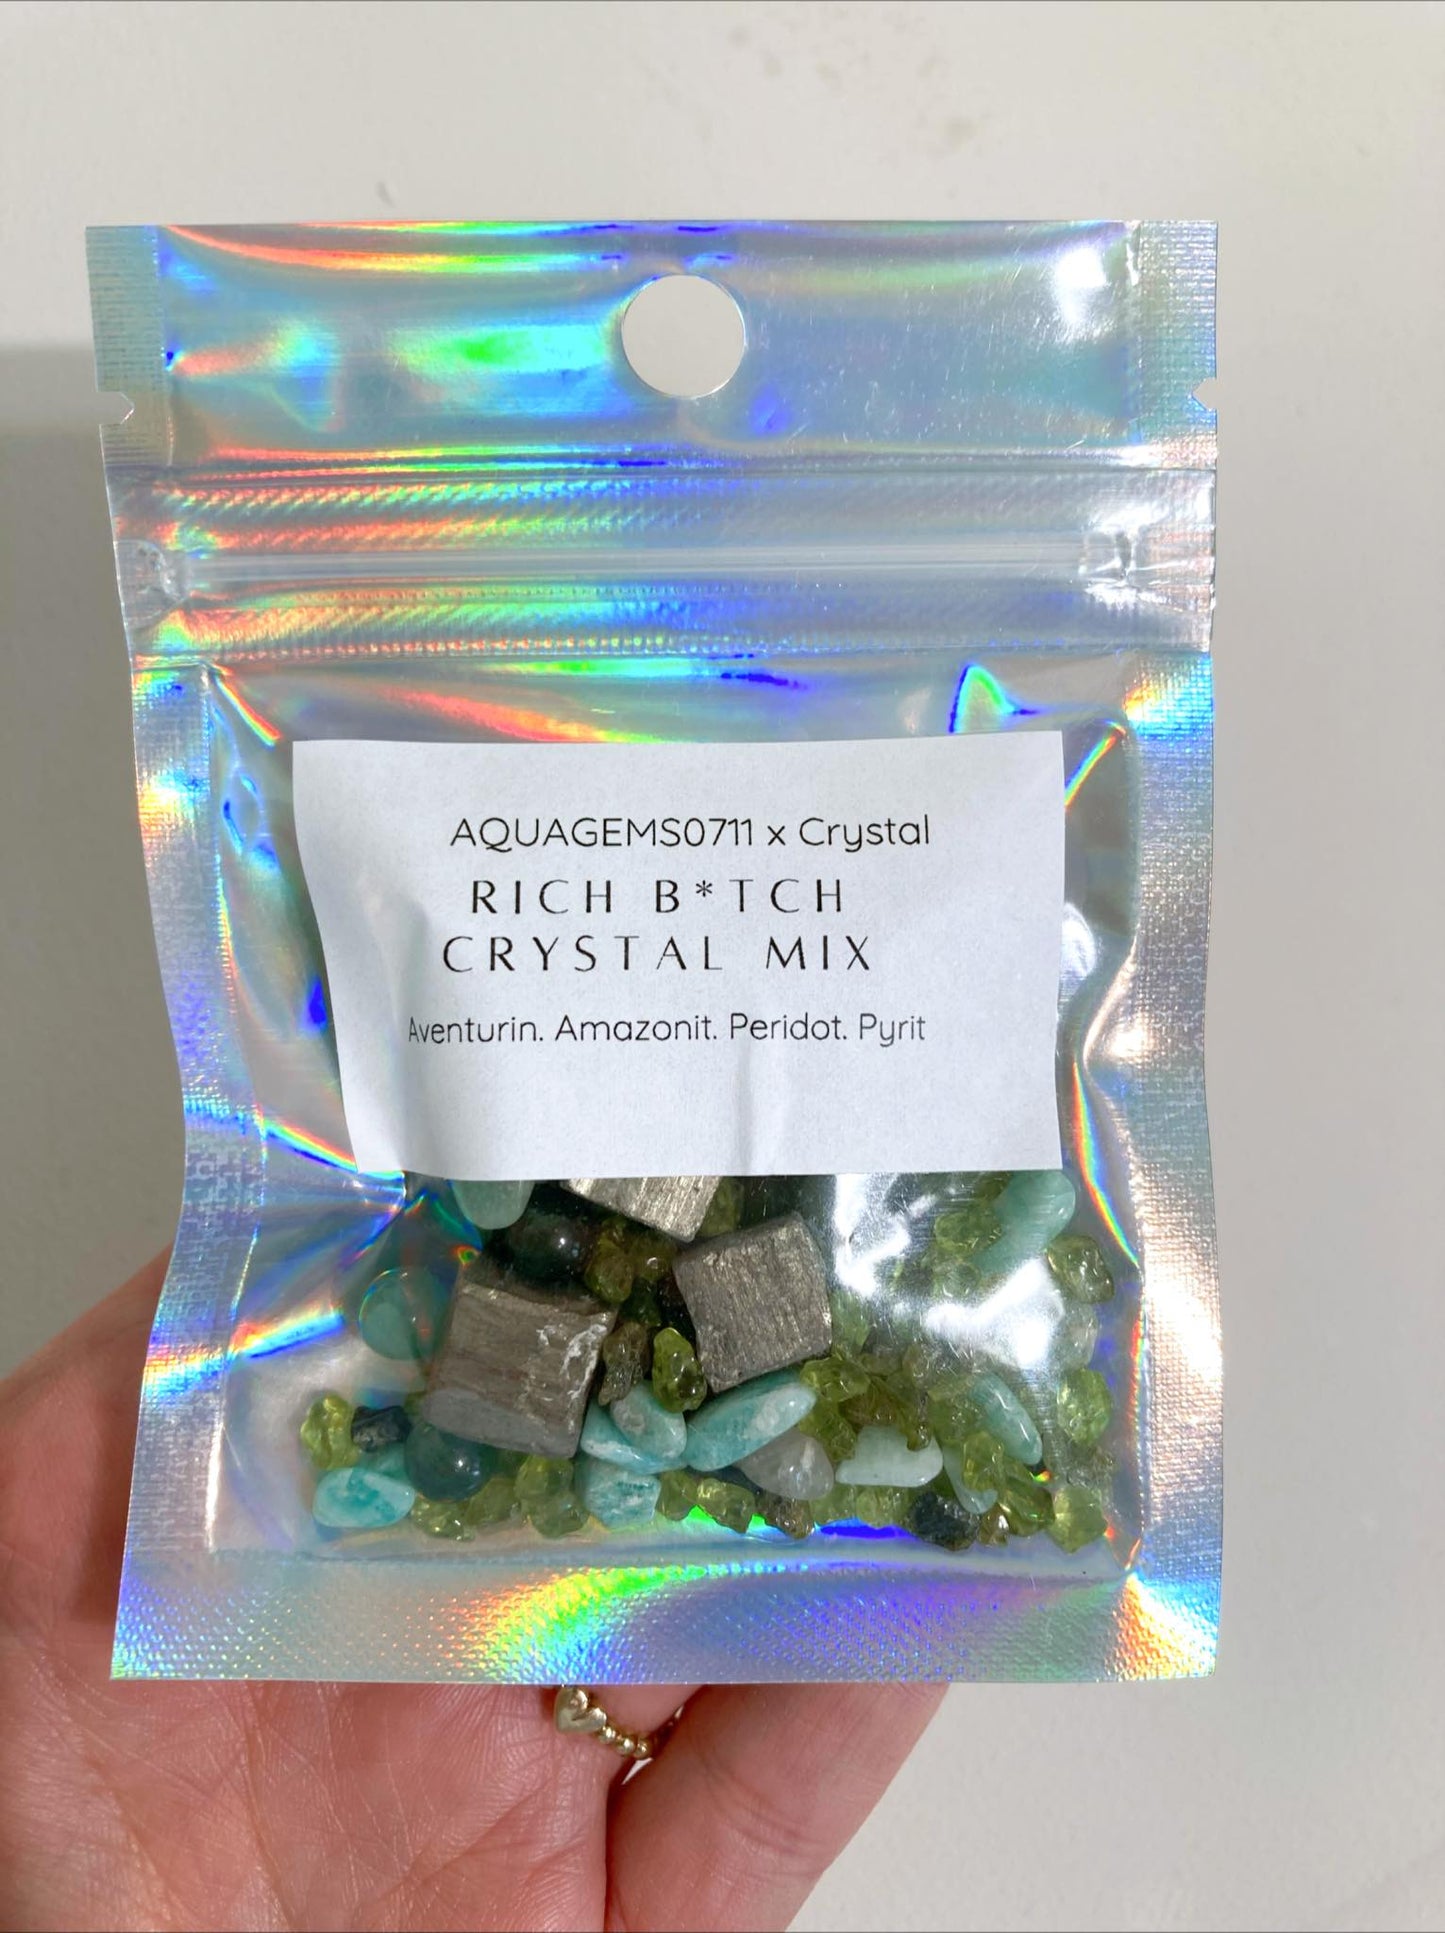 AQUAGEMS0711 x Crystal
RICH B*TCH
CRYSTAL MIX
Aventurin. Amazonit. Peridot. Pyrit